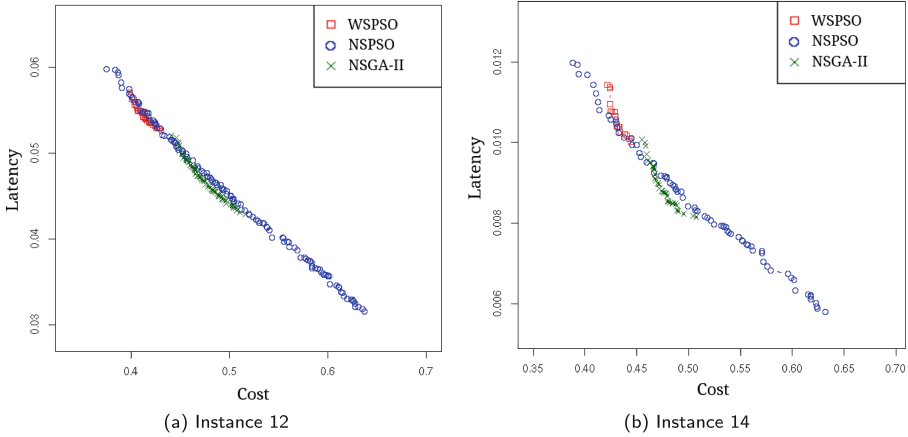 WSPSO
NSPSO
NSGA-II
0.06
0.05
0.04
0.03
Latency
0.4 0.5 0.6 0.7
Cost
(a) Instance 12
WSPSO
NSPSO
NSGA-II
0.012
0.010
0.008
0.006
Latency
0.35 0.40 0.45 0.50 0.55 0.60 0.65 0.70
Cost
(b) Instance 14